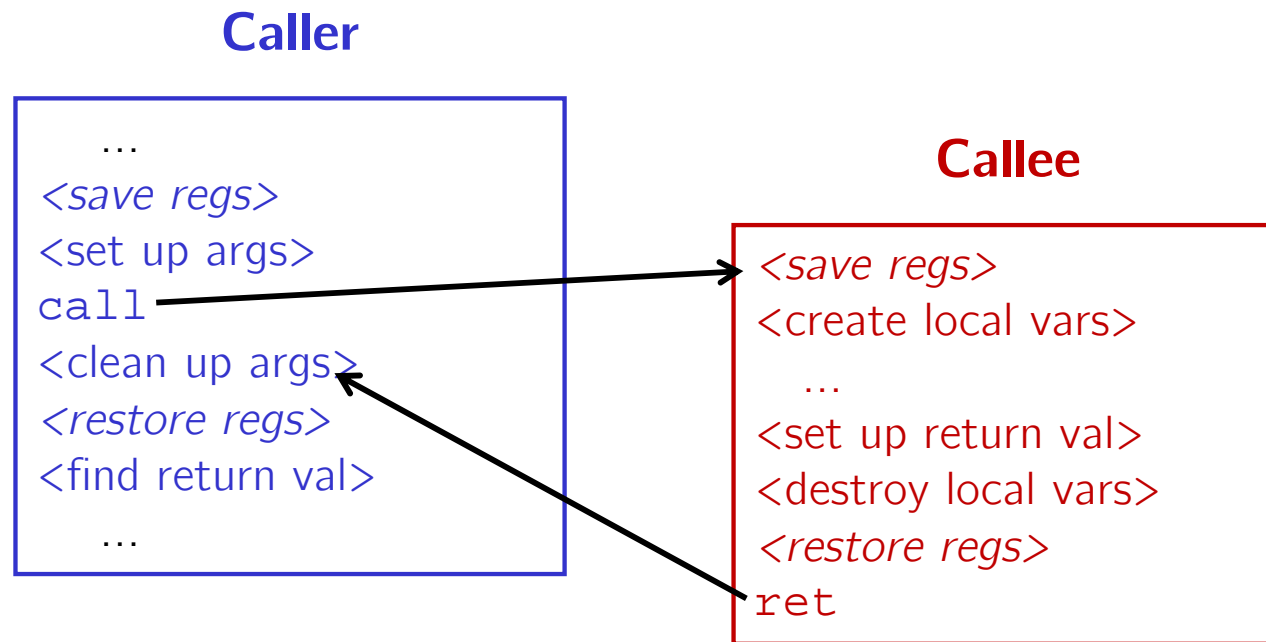 Caller
...
<save regs>
<set up args>
call
<clean up args>
<restore regs>
<find return val>
...
Callee
<save regs>
<create local vars>
...
<set up return val>
<destroy local vars>
<restore regs>
ret